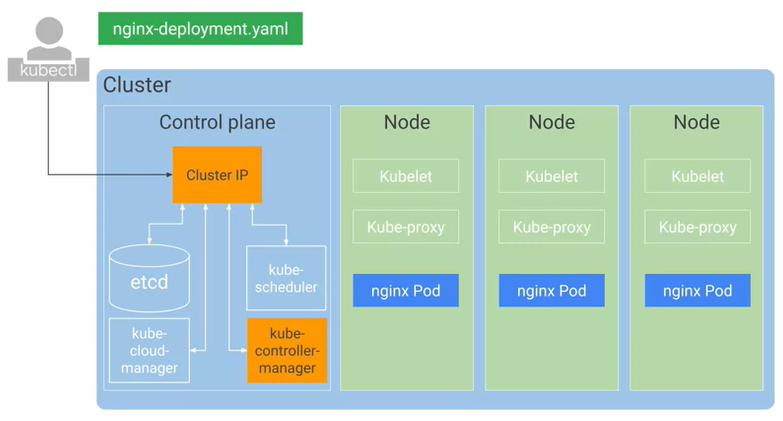 nginx-deployment.yaml
kubectl
Cluster
Control plane
Cluster IP
etcd
kube-
scheduler
kube-
cloud-
manager
kube-
controller-
manager
Node
Kubelet
Kube-proxy
nginx Pod
Node
Kubelet
Kube-proxy
nginx Pod
Node
Kubelet
Kube-proxy
nginx Pod